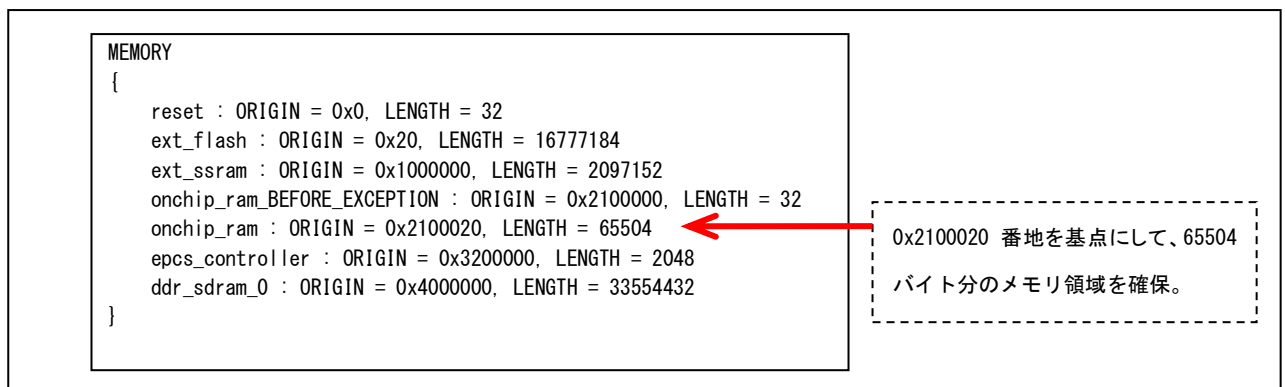 MEMORY
{
reset : ORIGIN = 0x0, LENGTH = 32
ext_flash : ORIGIN = 0x20, LENGTH = 16777184
ext_ssram : ORIGIN = 0x1000000, LENGTH = 2097152
onchip_ram_BEFORE_EXCEPTION : ORIGIN = 0x2100000, LENGTH = 32
onchip_ram : ORIGIN = 0x2100020, LENGTH = 65504
epcs_controller : ORIGIN = 0x3200000, LENGTH = 2048
ddr_sdram_0 : ORIGIN = 0x4000000, LENGTH = 33554432
}
0x2100020 番地を基点にして、65504
バイト分のメモリ領域を確保。